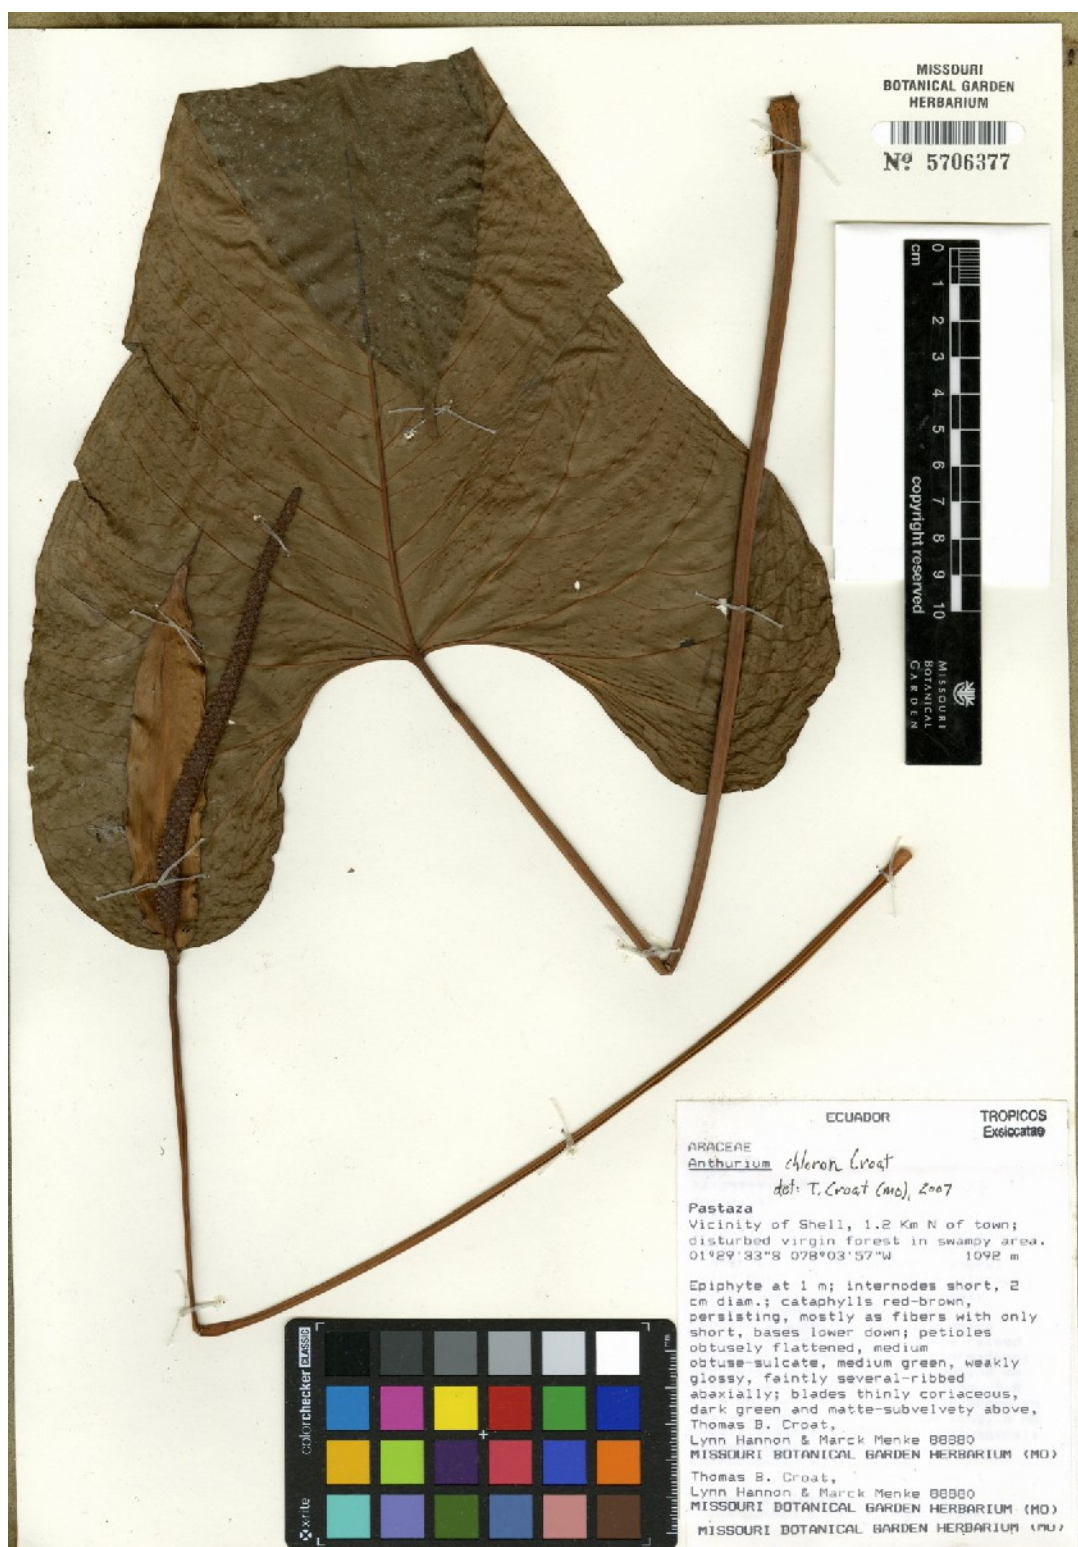 MISSOURI
BOTANICAL GARDEN
HERBARIUM
Nº 5706377
cm
0 1 2 3 4 5 6 7 8 9 10
copyright reserved
MISSOURI
BOTANICAL
GARDEN
ECUADOR
TROPICOS
Exsiccatae
ARACEAE
Anthurium chloron Croat
det: T. Croat (MO), 2007
Pastaza
Vicinity of Shell, 1.2 Km N of town;
disturbed virgin forest in swampy area.
01°29'33"S 078°03'57"W 1092 m
Epiphyte at 1 m; internodes short, 2
cm diam.; cataphylls red-brown,
persisting, mostly as fibers with only
short, bases lower down; petioles
obtusely flattened, medium
obtuse-sulcate, medium green, weakly
glossy, faintly several-ribbed
abaxially; blades thinly coriaceous,
dark green and matte-subvelvety above,
Thomas B. Croat,
Lynn Hannon & Marck Menke 88880
MISSOURI BOTANICAL GARDEN HERBARIUM (MO)
Thomas B. Croat,
Lynn Hannon & Marck Menke 88880
MISSOURI BOTANICAL GARDEN HERBARIUM (MO)
MISSOURI BOTANICAL GARDEN HERBARIUM (MO)
x-rite
colorchecker CLASSIC
mm